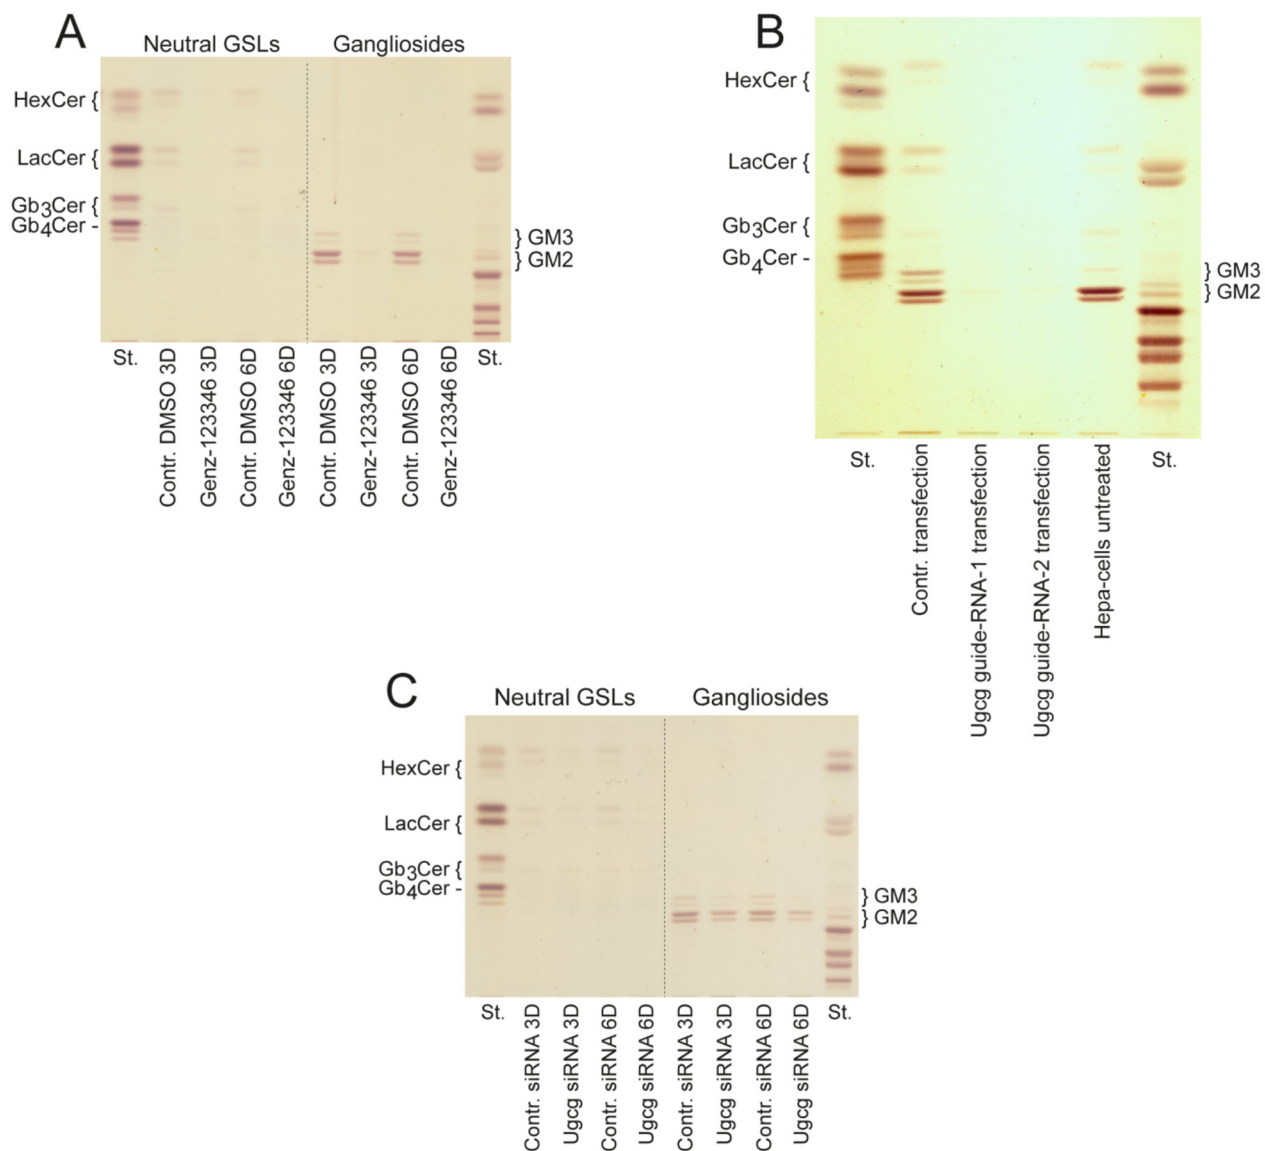 A
Neutral GSLs
Gangliosides
HexCer {
LacCer {
Gb3Cer {
Gb4Cer -
} GM3
} GM2
St.
Contr. DMSO 3D
Genz-123346 3D
Contr. DMSO 6D
Genz-123346 6D
Contr. DMSO 3D
Genz-123346 3D
Contr. DMSO 6D
Genz-123346 6D
St.
B
HexCer {
LacCer {
Gb3Cer {
Gb4Cer -
} GM3
} GM2
St.
Contr. transfection
Ugcg guide-RNA-1 transfection
Ugcg guide-RNA-2 transfection
Hepa-cells untreated
St.
C
Neutral GSLs
Gangliosides
HexCer {
LacCer {
Gb3Cer {
Gb4Cer -
} GM3
} GM2
St.
Contr. siRNA 3D
Ugcg siRNA 3D
Contr. siRNA 6D
Ugcg siRNA 6D
Contr. siRNA 3D
Ugcg siRNA 3D
Contr. siRNA 6D
Ugcg siRNA 6D
St.